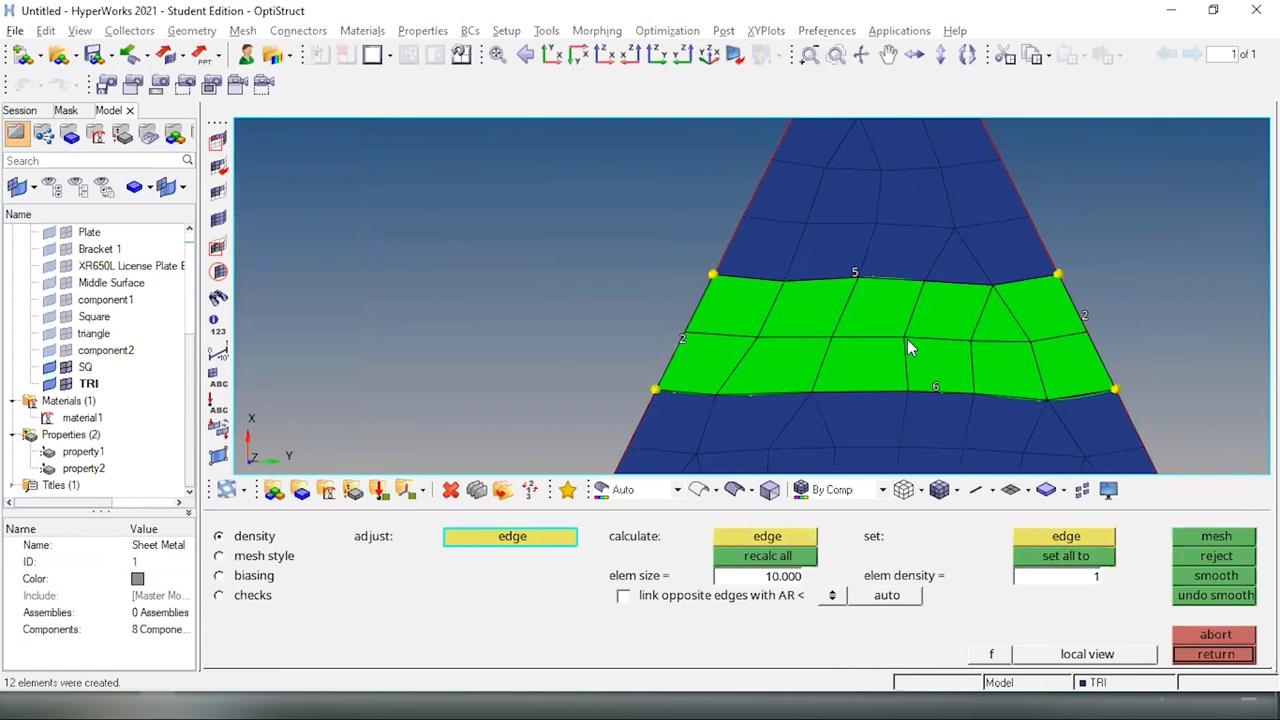 Untitled - HyperWorks 2021 - Student Edition - OptiStruct
File Edit View Collectors Geometry Mesh Connectors Materials Properties BCs Setup Tools Morphing Optimization Post XYPlots Preferences Applications Help
PPT
1 of 1
Session Mask Model
Search
Name
Plate
Bracket 1
XR650L License Plate E
Middle Surface
component1
Square
triangle
component2
SQ
TRI
Materials (1)
material1
Properties (2)
property1
property2
Titles (1)
Name Value
Name: Sheet Metal
ID: 1
Color:
Include: [Master Mo...
Assemblies: 0 Assemblies
Components: 8 Compone...
123
ABC
ABC
5
2
2
6
X
Z
Y
Auto
By Comp
density adjust: edge calculate: edge set: edge mesh
mesh style recalc all set all to reject
biasing elem size = 10.000 elem density = 1 smooth
checks link opposite edges with AR < auto undo smooth
abort
f local view return
12 elements were created. Model TRI